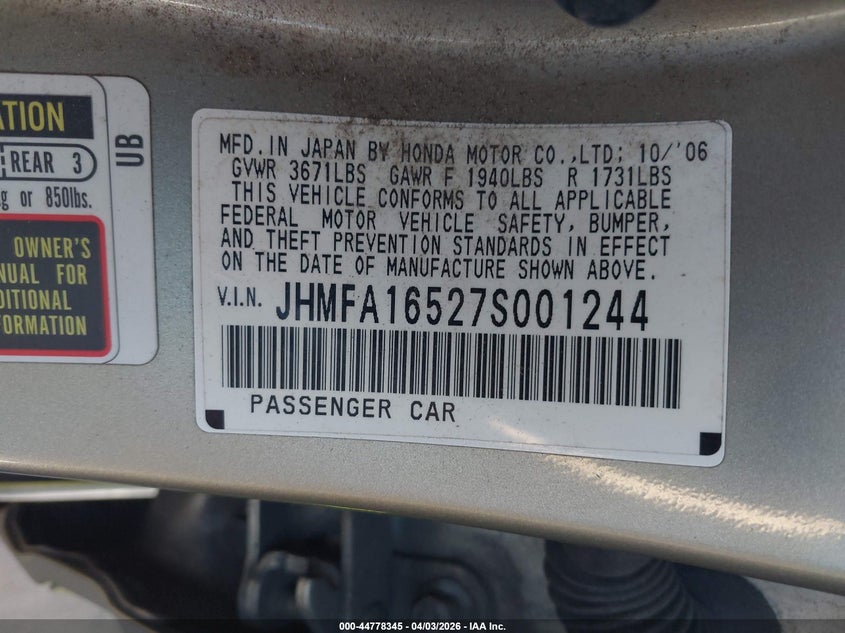 ATION
REAR 3
g or 850lbs.
OWNER'S
NUAL FOR
DITIONAL
FORMATION
UB
MFD. IN JAPAN BY HONDA MOTOR CO.,LTD: 10/'06
GVWR 3671LBS GAWR F 1940LBS R 1731LBS
THIS VEHICLE CONFORMS TO ALL APPLICABLE
FEDERAL MOTOR VEHICLE SAFETY, BUMPER,
AND THEFT PREVENTION STANDARDS IN EFFECT
ON THE DATE OF MANUFACTURE SHOWN ABOVE.
V.I.N. JHMFA16527S001244
PASSENGER CAR
000-44778345 04/03/2026 - IAA Inc.